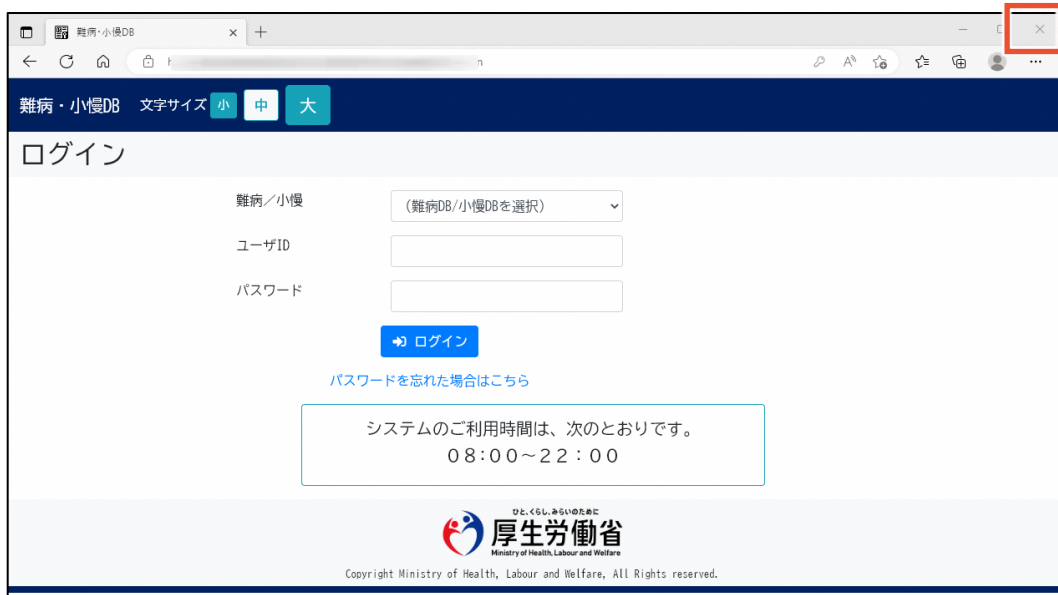 難病・小慢DB
難病・小慢DB 文字サイズ 小 中 大
ログイン
難病／小慢 (難病DB/小慢DBを選択)
ユーザID
パスワード
ログイン
パスワードを忘れた場合はこちら
システムのご利用時間は、次のとおりです。
０８：００～２２：００
ひと、くらし、みらいのために
厚生労働省
Ministry of Health, Labour and Welfare
Copyright Ministry of Health, Labour and Welfare, All Rights reserved.